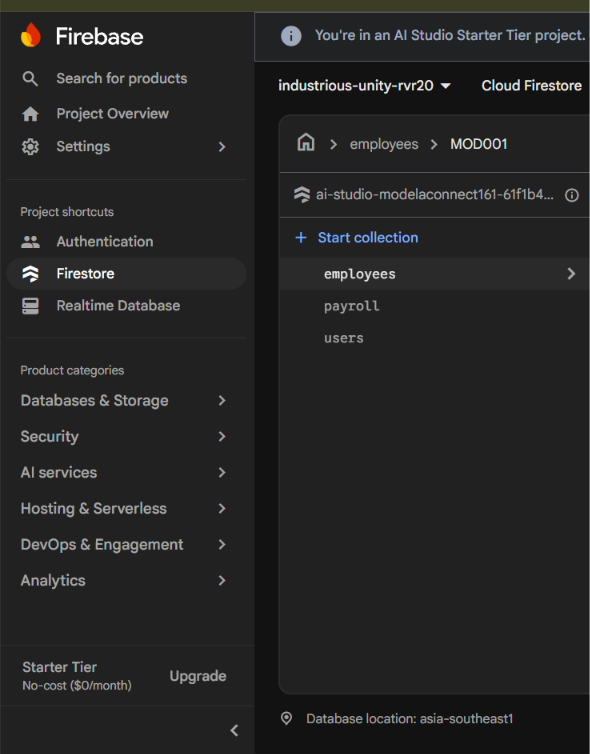 Firebase
Search for products
Project Overview
Settings
Project shortcuts
Authentication
Firestore
Realtime Database
Product categories
Databases & Storage
Security
AI services
Hosting & Serverless
DevOps & Engagement
Analytics
Starter Tier
No-cost ($0/month)
Upgrade
You're in an AI Studio Starter Tier project.
industrious-unity-rvr20
Cloud Firestore
employees
MOD001
ai-studio-modelaconnect161-61f1b4...
Start collection
employees
payroll
users
Database location: asia-southeast1